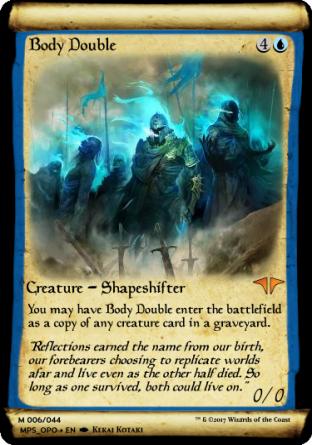 Body Double 4
Creature – Shapeshifter
You may have Body Double enter the battlefield
as a copy of any creature card in a graveyard.
"Reflections earned the name from our birth,
our forebearers choosing to replicate worlds
afar and live even as the other half died. So
long as one survived, both could live on."
0/0
M 006/044
MPS_OPO • EN KEKAI KOTAKI
™ & ©2017 Wizards of the Coast